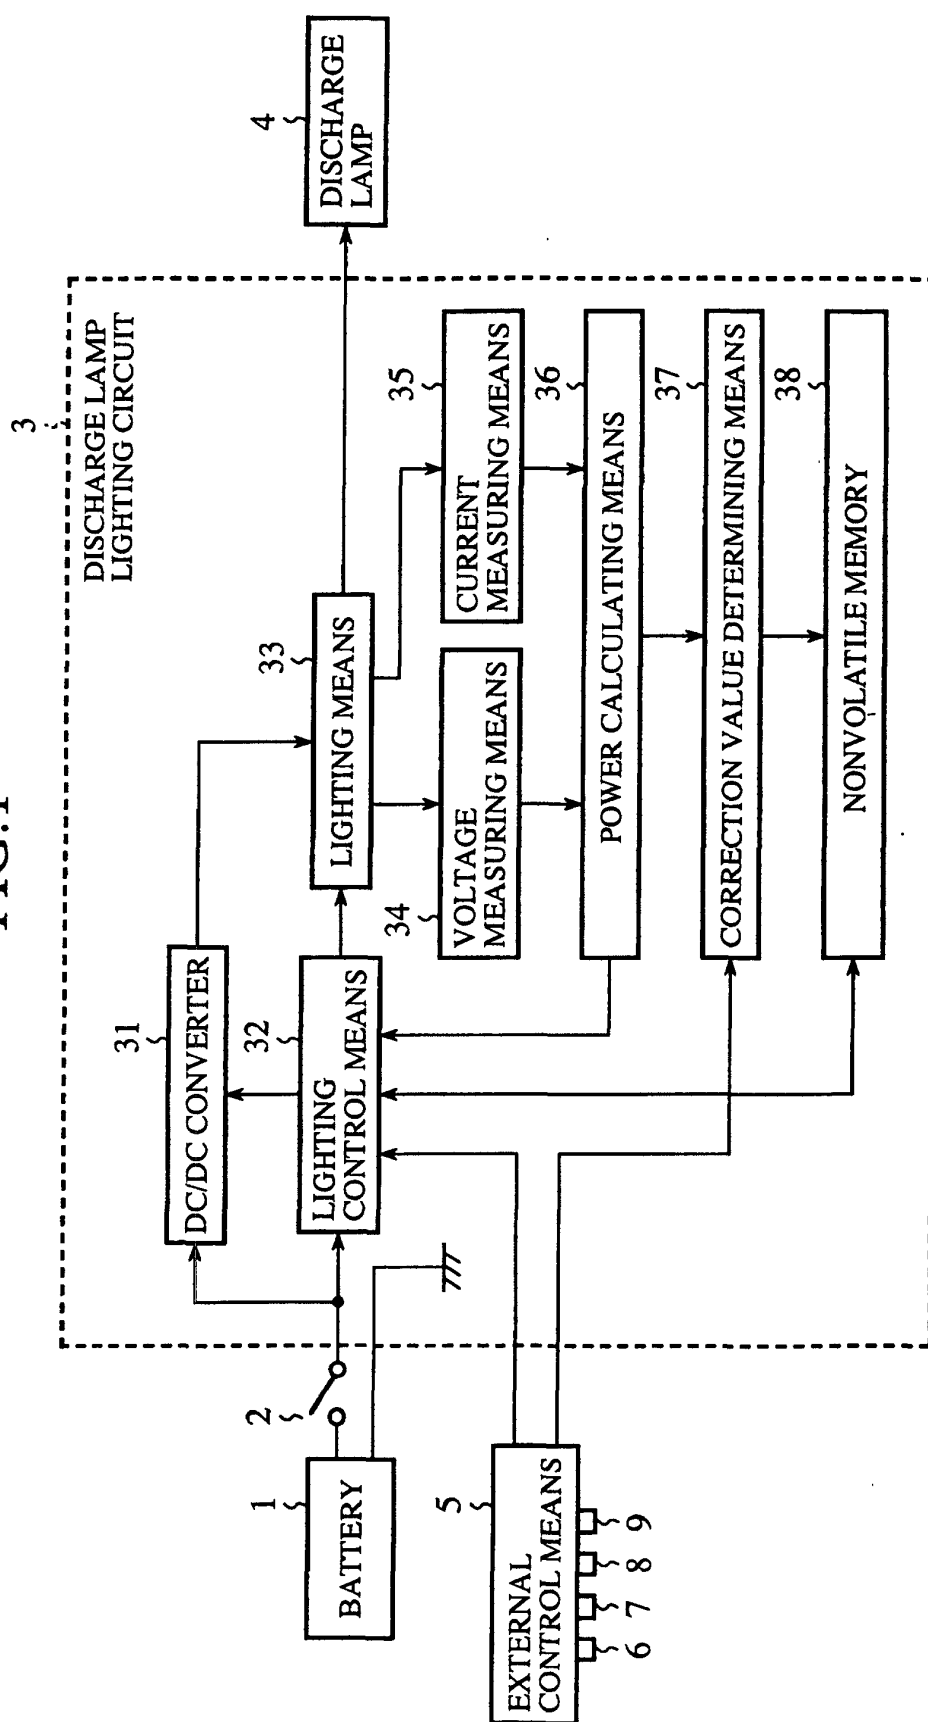 FIG.1
3
DISCHARGE LAMP
LIGHTING CIRCUIT
31
DC/DC CONVERTER
1
BATTERY
2
32
LIGHTING
CONTROL MEANS
33
LIGHTING MEANS
4
DISCHARGE
LAMP
34
VOLTAGE
MEASURING MEANS
35
CURRENT
MEASURING MEANS
5
EXTERNAL
CONTROL MEANS
6
7
8
9
36
POWER CALCULATING MEANS
37
CORRECTION VALUE DETERMINING MEANS
38
NONVOLATILE MEMORY